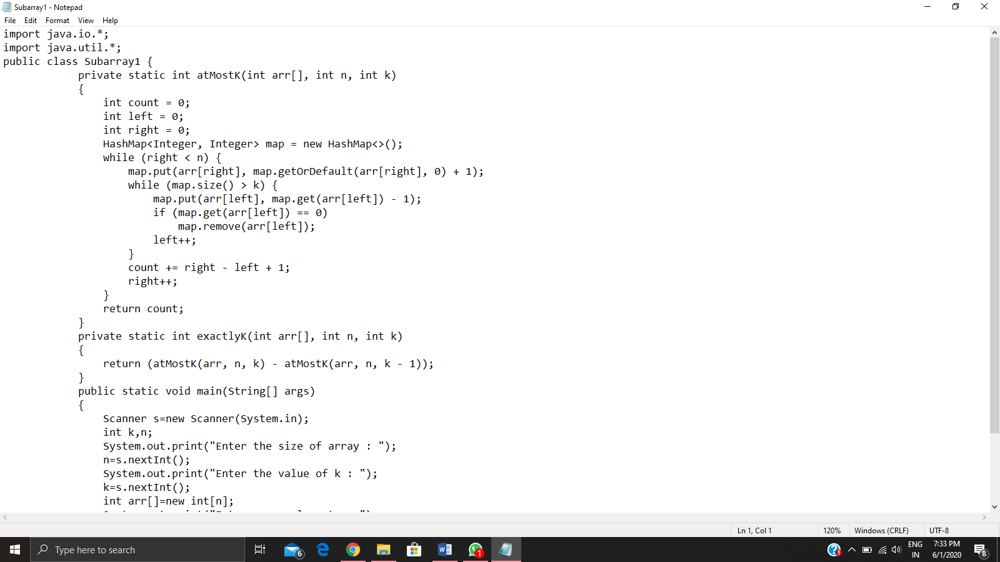 Subarray1 - Notepad
File Edit Format View Help
import java.io.*;
import java.util.*;
public class Subarray1 {
            private static int atMostK(int arr[], int n, int k)
            {
                int count = 0;
                int left = 0;
                int right = 0;
                HashMap<Integer, Integer> map = new HashMap<>();
                while (right < n) {
                    map.put(arr[right], map.getOrDefault(arr[right], 0) + 1);
                    while (map.size() > k) {
                        map.put(arr[left], map.get(arr[left]) - 1);
                        if (map.get(arr[left]) == 0)
                            map.remove(arr[left]);
                        left++;
                    }
                    count += right - left + 1;
                    right++;
                }
                return count;
            }
            private static int exactlyK(int arr[], int n, int k)
            {
                return (atMostK(arr, n, k) - atMostK(arr, n, k - 1));
            }
            public static void main(String[] args)
            {
                Scanner s=new Scanner(System.in);
                int k,n;
                System.out.print("Enter the size of array : ");
                n=s.nextInt();
                System.out.print("Enter the value of k : ");
                k=s.nextInt();
                int arr[]=new int[n];
Ln 1, Col 1 120% Windows (CRLF) UTF-8
Type here to search
6
1
ENG
IN
7:33 PM
6/1/2020
8